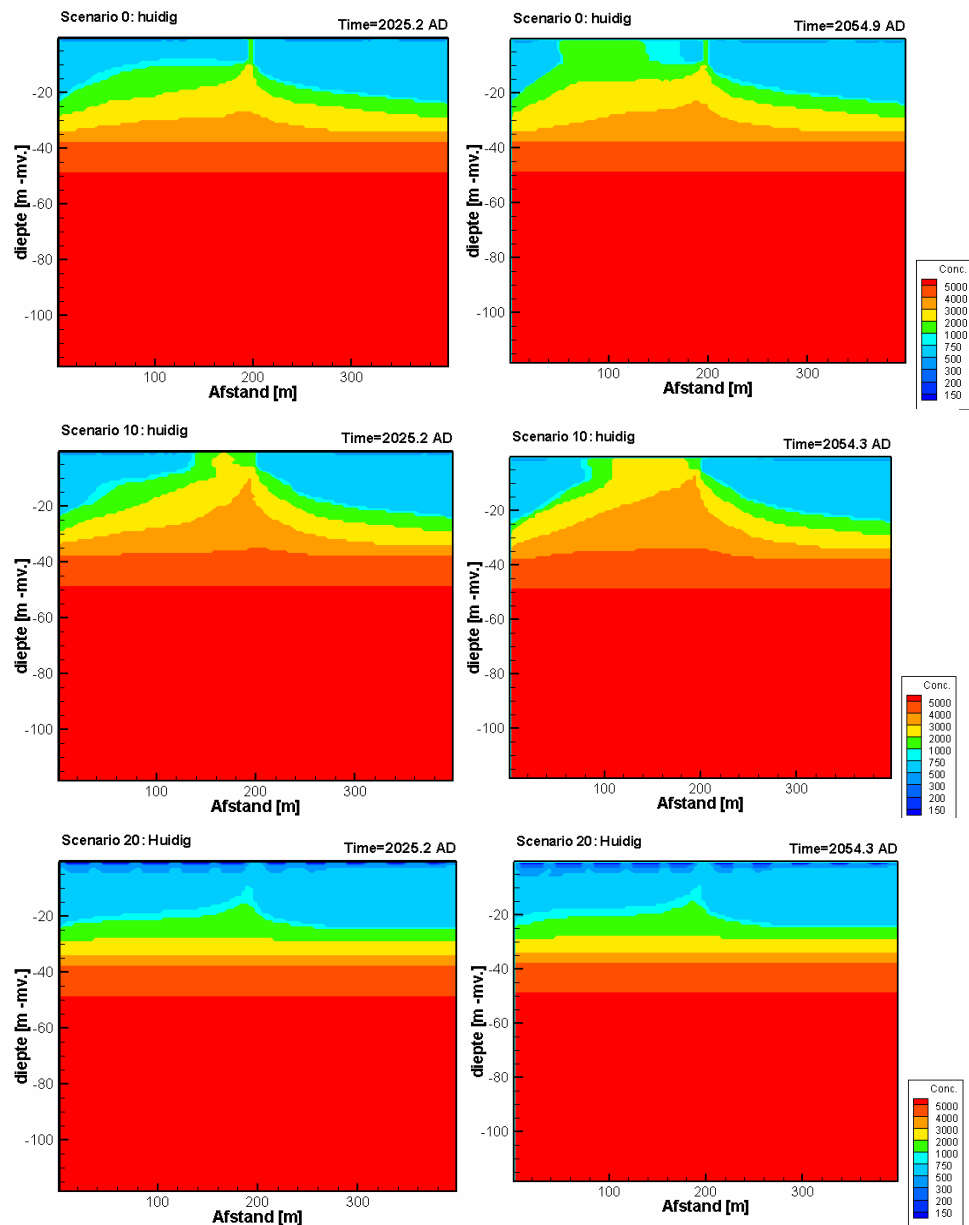 Scenario 0: huidig
Time=2025.2 AD
-20
-40
-60
-80
-100
diepte [m -mv.]
100
200
300
Afstand [m]
Scenario 0: huidig
Time=2054.9 AD
-20
-40
-60
-80
-100
diepte [m -mv.]
100
200
300
Afstand [m]
Conc.
5000
4000
3000
2000
1000
750
500
300
200
150
Scenario 10: huidig
Time=2025.2 AD
-20
-40
-60
-80
-100
diepte [m -mv.]
100
200
300
Afstand [m]
Scenario 10: huidig
Time=2054.3 AD
-20
-40
-60
-80
-100
diepte [m -mv.]
100
200
300
Afstand [m]
Conc.
5000
4000
3000
2000
1000
750
500
300
200
150
Scenario 20: Huidig
Time=2025.2 AD
-20
-40
-60
-80
-100
diepte [m -mv.]
100
200
300
Afstand [m]
Scenario 20: Huidig
Time=2054.3 AD
-20
-40
-60
-80
-100
diepte [m -mv.]
100
200
300
Afstand [m]
Conc.
5000
4000
3000
2000
1000
750
500
300
200
150